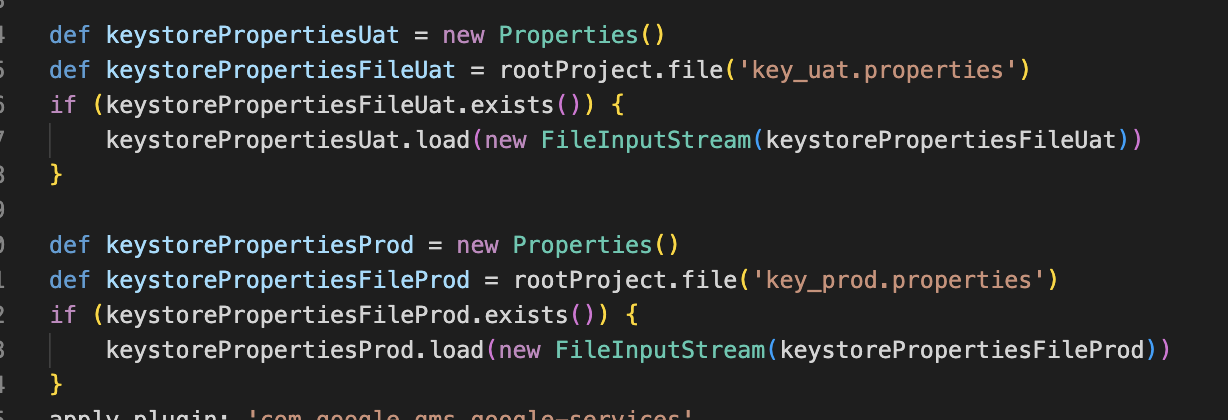 def keystorePropertiesUat = new Properties()
def keystorePropertiesFileUat = rootProject.file('key_uat.properties')
if (keystorePropertiesFileUat.exists()) {
    keystorePropertiesUat.load(new FileInputStream(keystorePropertiesFileUat))
}

def keystorePropertiesProd = new Properties()
def keystorePropertiesFileProd = rootProject.file('key_prod.properties')
if (keystorePropertiesFileProd.exists()) {
    keystorePropertiesProd.load(new FileInputStream(keystorePropertiesFileProd))
}
apply plugin: 'com.google.gms.google-services'